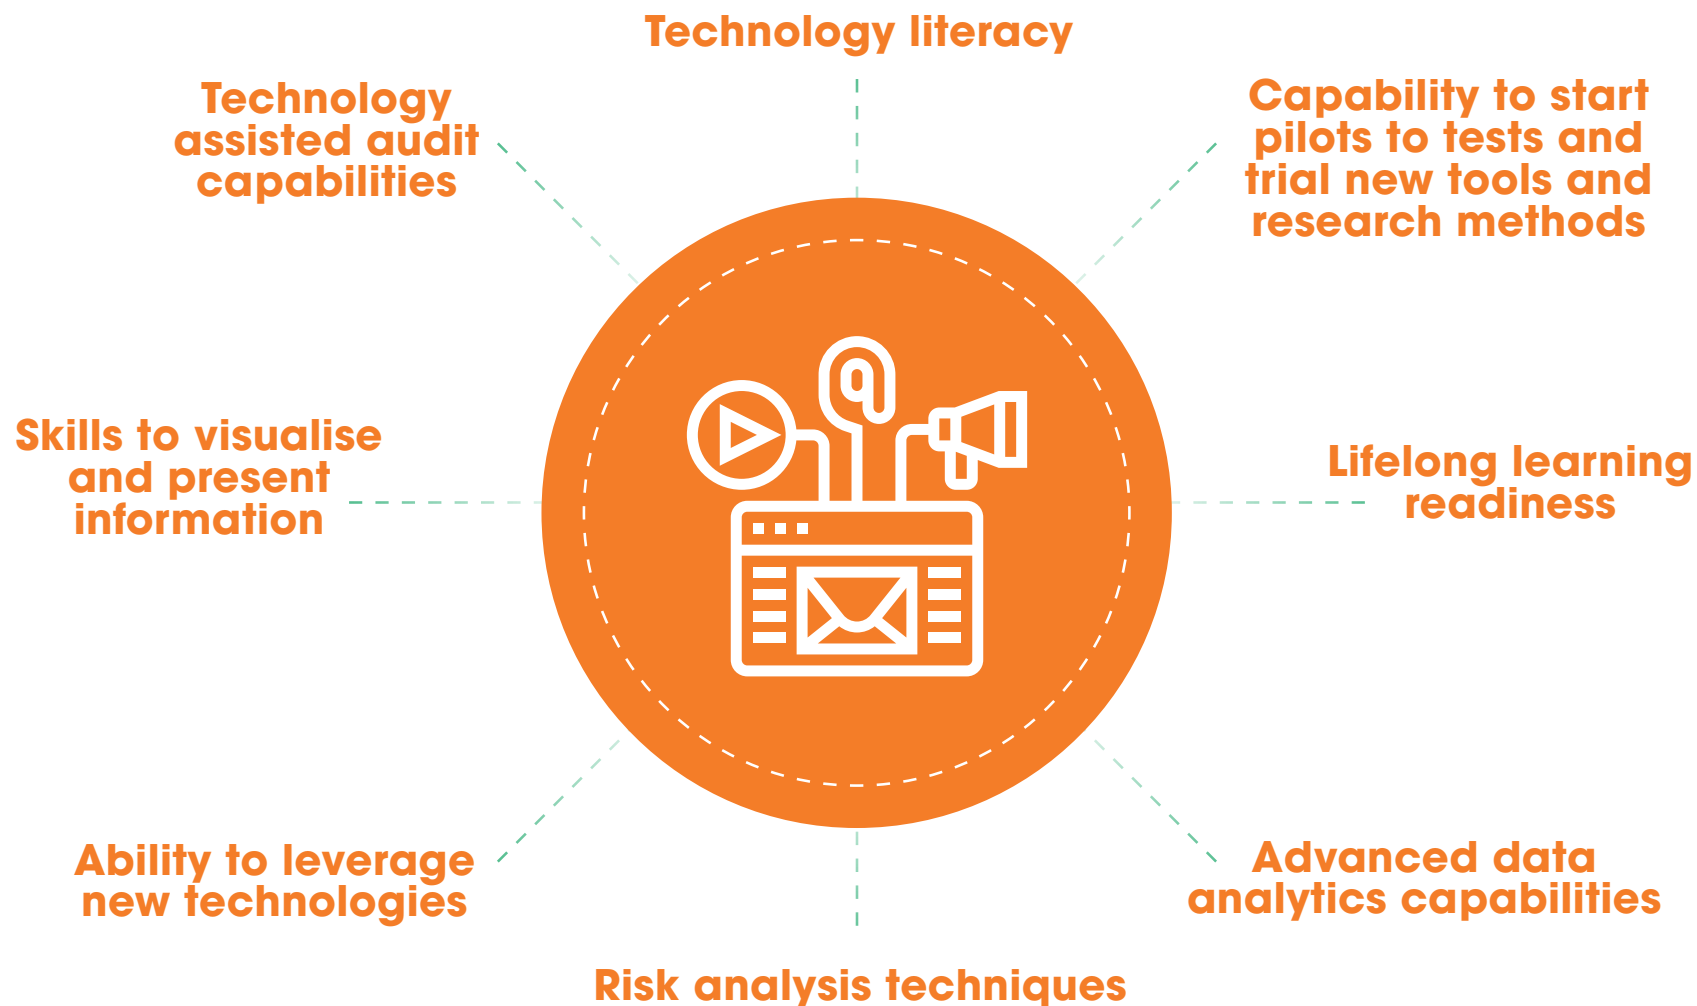 Technology literacy
Technology
assisted audit
capabilities
Capability to start
pilots to tests and
trial new tools and
research methods
Skills to visualise
and present
information
Lifelong learning
readiness
Ability to leverage
new technologies
Advanced data
analytics capabilities
Risk analysis techniques